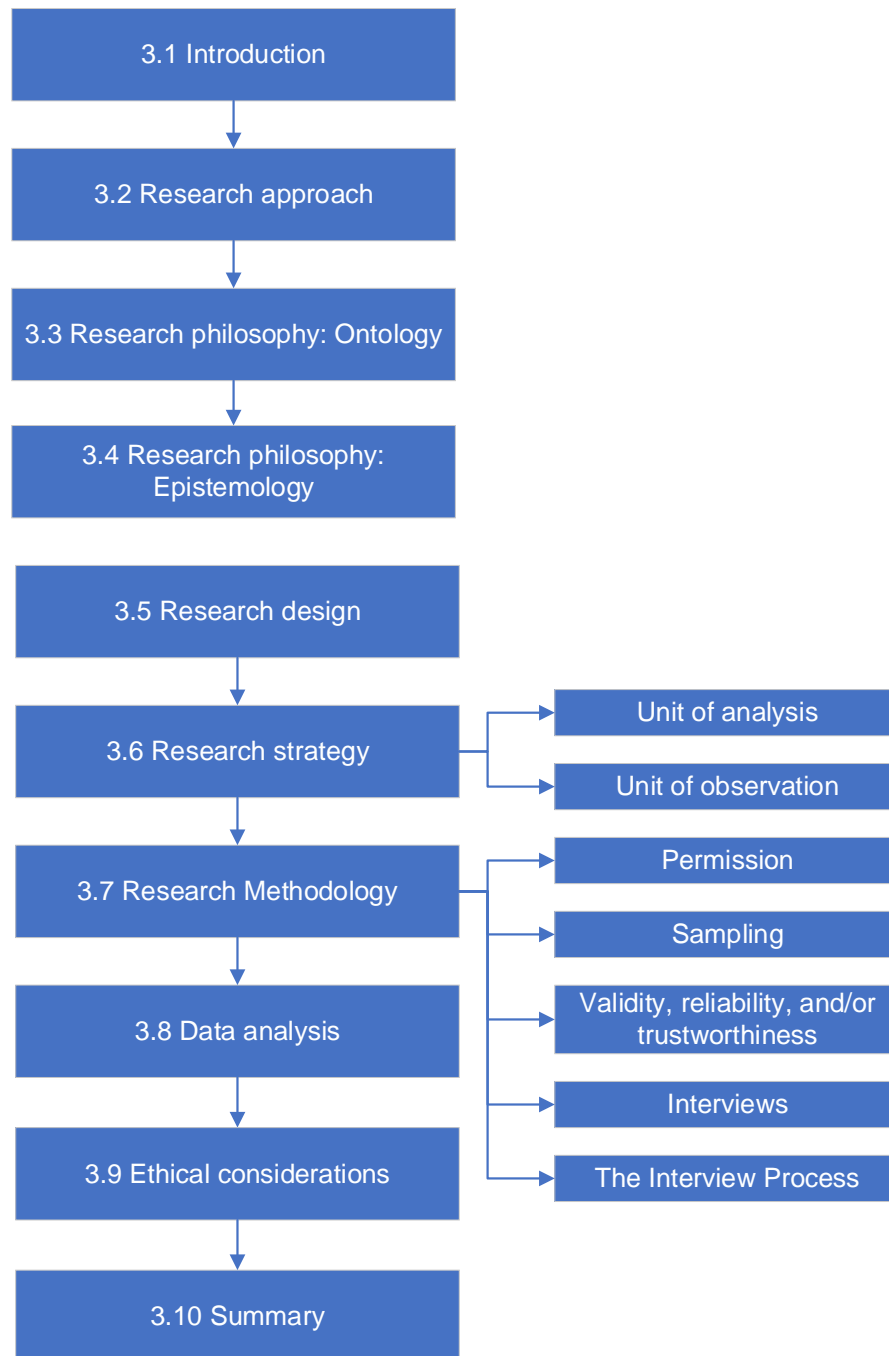 3.1 Introduction
3.2 Research approach
3.3 Research philosophy: Ontology
3.4 Research philosophy:
Epistemology
3.5 Research design
3.6 Research strategy
Unit of analysis
Unit of observation
3.7 Research Methodology
Permission
Sampling
Validity, reliability, and/or
trustworthiness
Interviews
The Interview Process
3.8 Data analysis
3.9 Ethical considerations
3.10 Summary